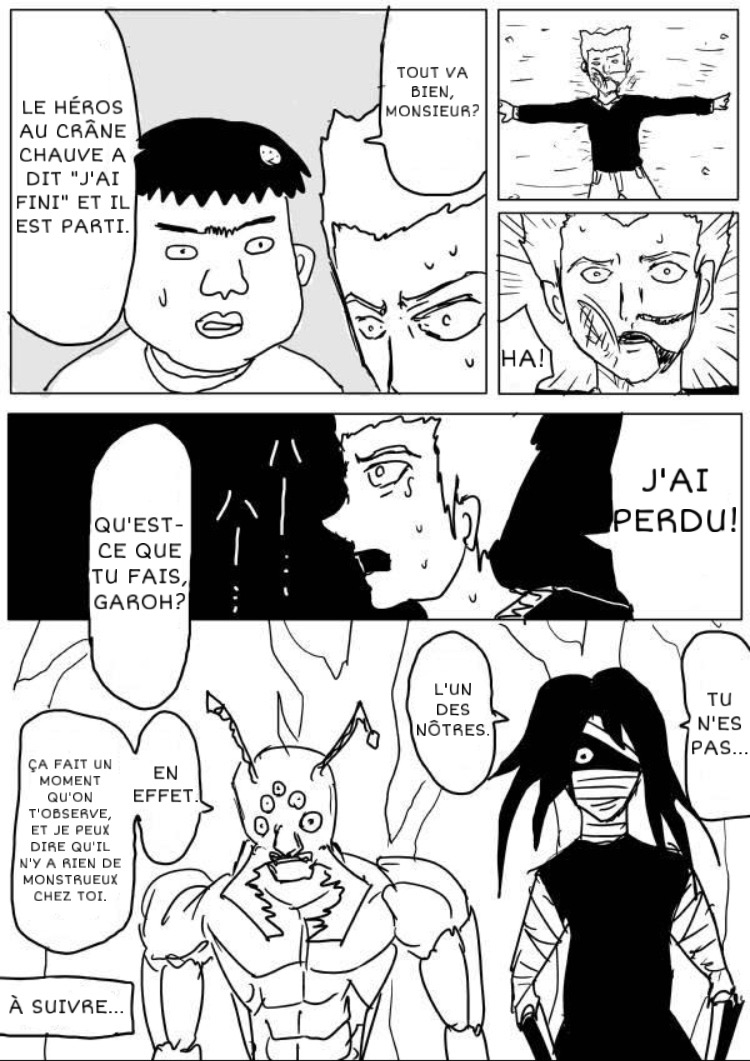 LE HÉROS
AU CRÂNE
CHAUVE A
DIT "J'AI
FINI" ET IL
EST PARTI.
TOUT VA
BIEN,
MONSIEUR?
HA!
J'AI
PERDU!
QU'EST-
CE QUE
TU FAIS,
GAROH?
TU
N'ES
PAS...
L'UN
DES
NÔTRES.
EN
EFFET.
ÇA FAIT UN
MOMENT
QU'ON
T'OBSERVE,
ET JE PEUX
DIRE QU'IL
N'Y A RIEN DE
MONSTRUEUX
CHEZ TOI.
À SUIVRE...